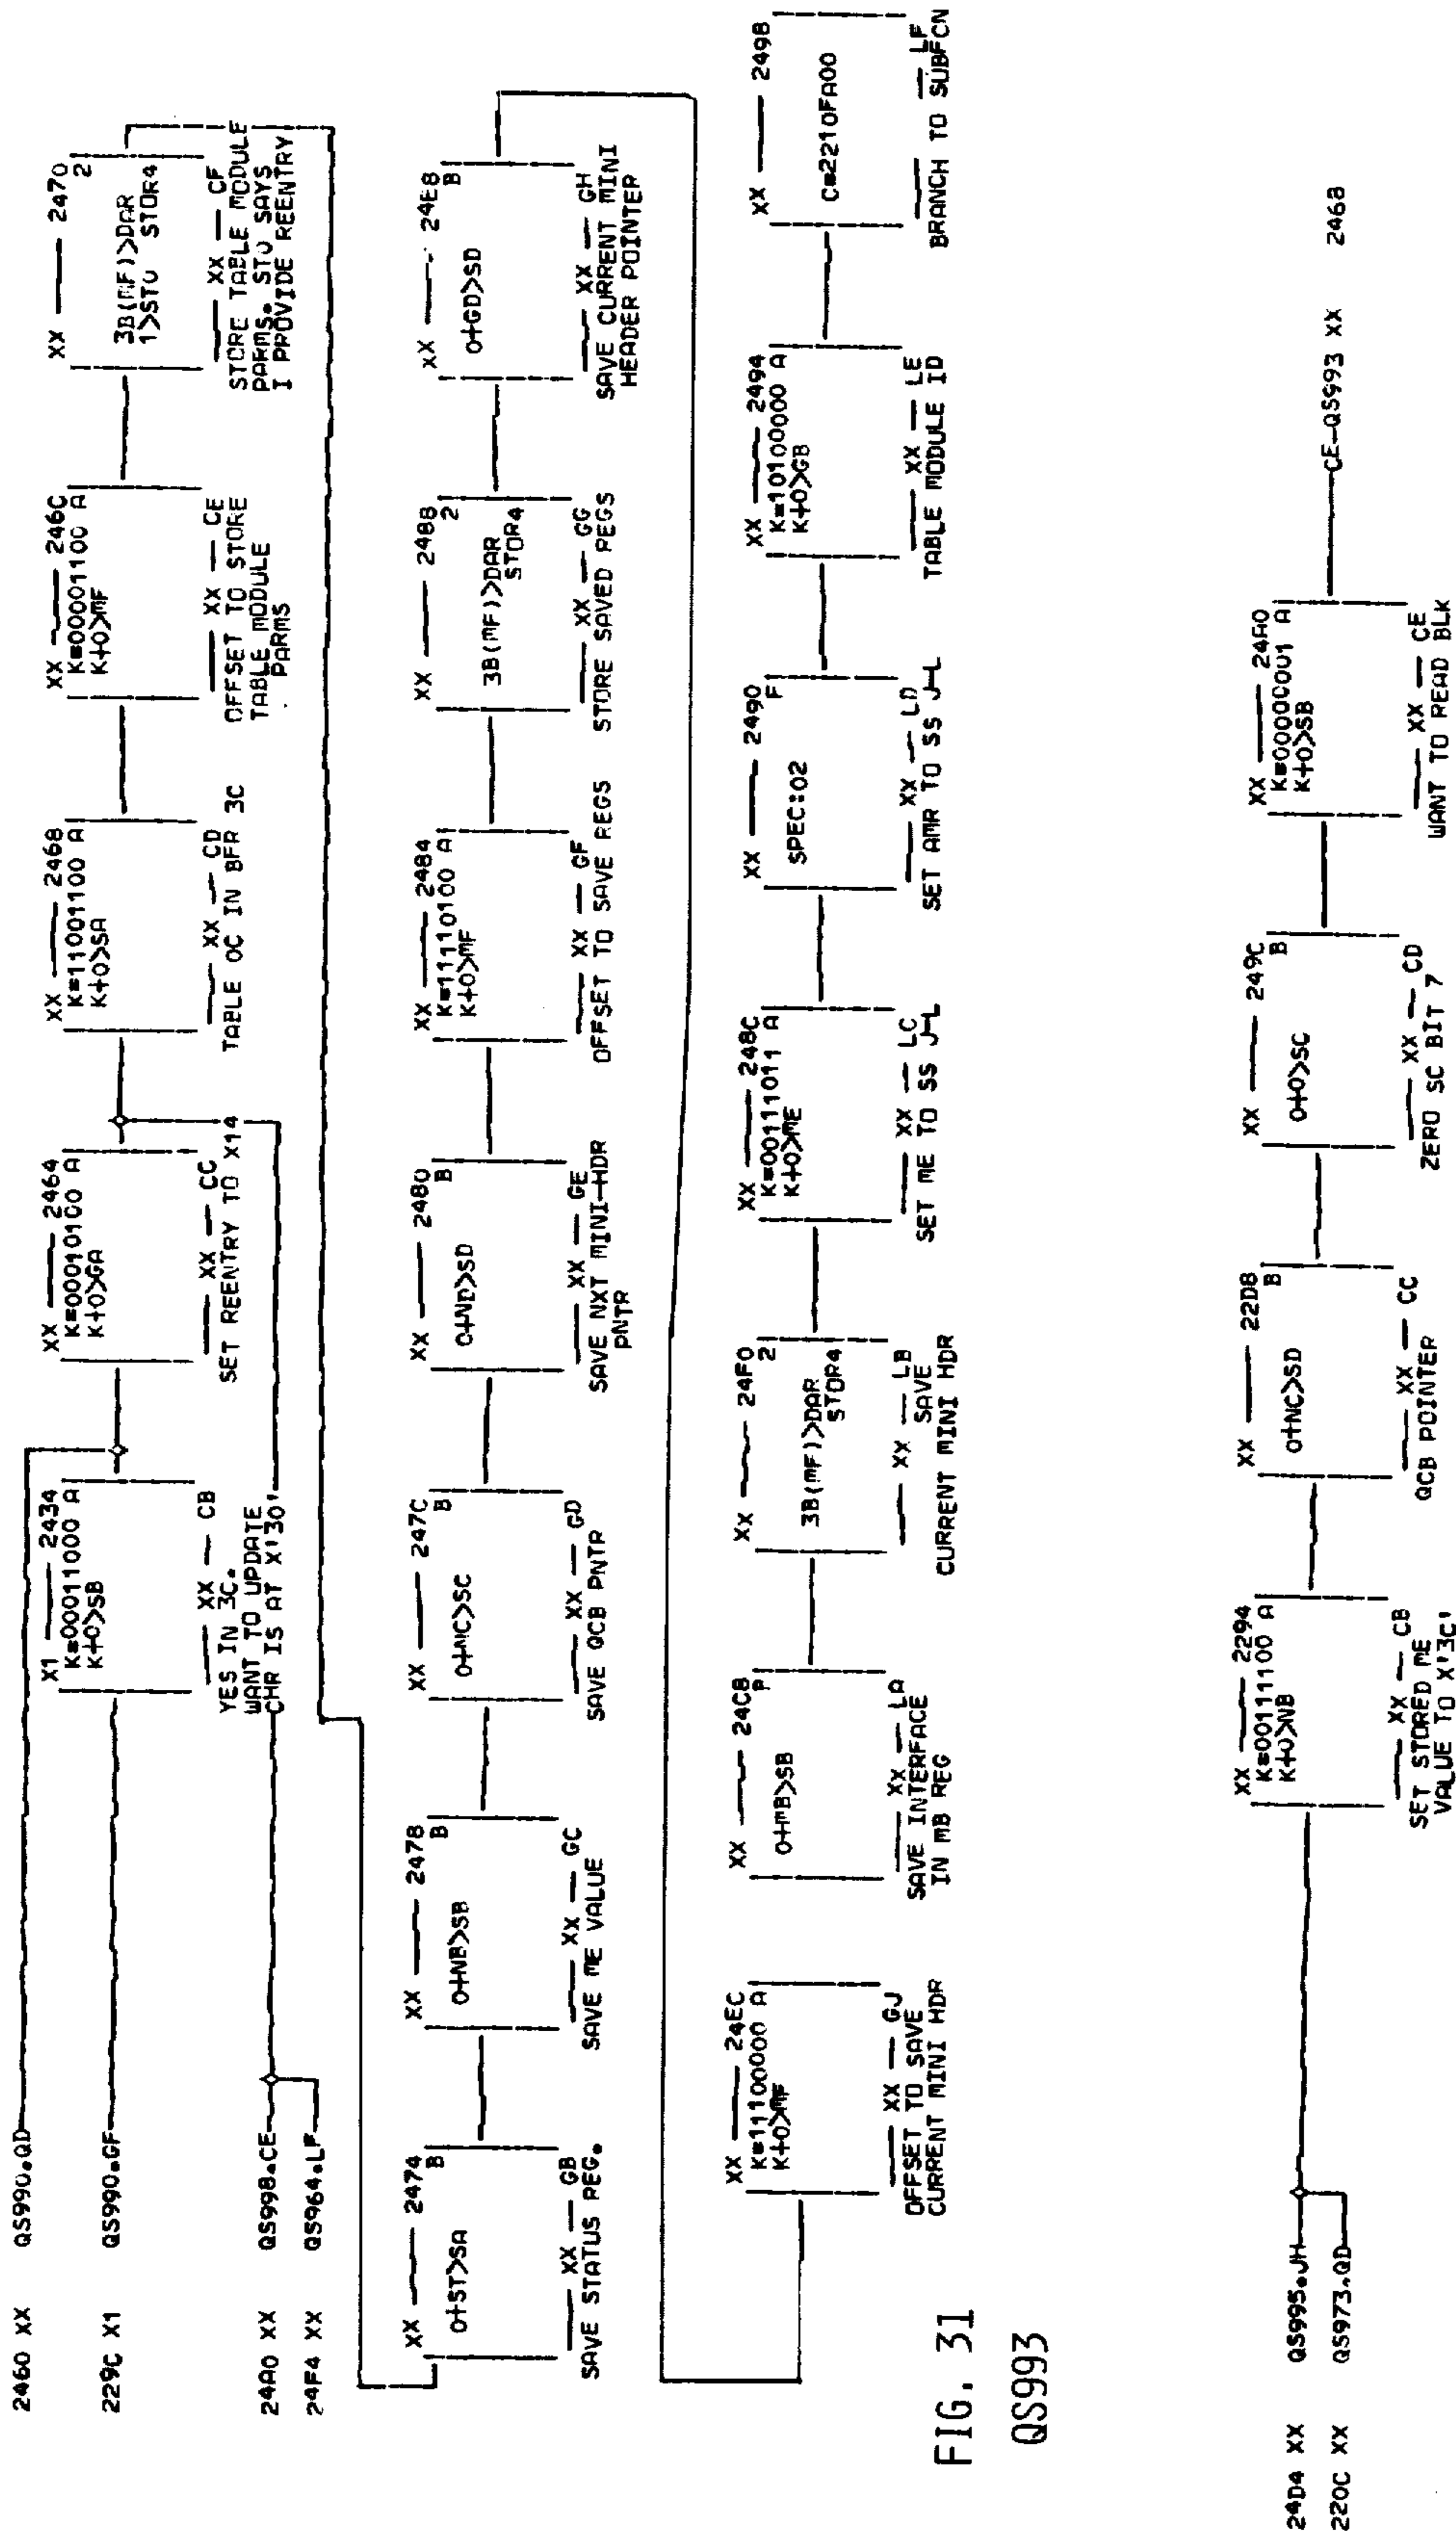 2460 XX QS990.QD
229C X1 QS990.GF
24A0 XX QS998.CE
24F4 XX QS964.LF
X1 2434
K=00011000 A
K+0>SB
XX CB
YES IN 3C.
WANT TO UPDATE
CHR IS AT X'30'
XX 2464
K=00010100 A
K+0>GA
XX CC
SET REENTRY TO X14
XX 2468
K=11001100 A
K+0>SA
XX CD
TABLE 0C IN BFR 3C
XX 246C
K=00001100 A
K+0>MF
XX CE
OFFSET TO STORE
TABLE MODULE
PARMS
XX 2470
2
3B(MF)>DAR
1>STU STOR4
XX CF
STORE TABLE MODULE
PARMS. STU SAYS
I PROVIDE REENTRY
XX 2474
B
0+ST>SA
XX GB
SAVE STATUS REG.
XX 2478
B
0+NB>SB
XX GC
SAVE ME VALUE
XX 247C
B
0+NC>SC
XX GD
SAVE QCB PNTR
XX 2480
B
0+ND>SD
XX GE
SAVE NXT MINI-HDR
PNTR
XX 2484
K=11110100 A
K+0>MF
XX GF
OFFSET TO SAVE REGS
XX 2488
2
3B(MF)>DAR
STOR4
XX GG
STORE SAVED REGS
XX 24E8
B
0+GD>SD
XX GH
SAVE CURRENT MINI
HEADER POINTER
XX 24EC
K=11100000 A
K+0>MF
XX GJ
OFFSET TO SAVE
CURRENT MINI HDR
XX 24C8
0+MB>SB
XX LA
SAVE INTERFACE
IN MB REG
XX 24F0
2
3B(MF)>DAR
STOR4
XX LB
SAVE
CURRENT MINI HDR
XX 248C
K=00111011 A
K+0>ME
XX LC
SET ME TO SS J-L
XX 2490
F
SPEC:02
XX LD
SET AMR TO SS J-L
XX 2494
K=10100000 A
K+0>GB
XX LE
TABLE MODULE ID
XX 2498
C=2210FA00
LF
BRANCH TO SUBFCN
FIG. 31
QS993
24D4 XX QS995.JH
220C XX QS973.QD
XX 2294
K=00111100 A
K+0>NB
XX CB
SET STORED ME
VALUE TO X'3C'
XX 22D8
B
0+NC>SD
XX CC
QCB POINTER
XX 249C
B
0+0>SC
XX CD
ZERO SC BIT 7
XX 24A0
K=00000001 A
K+0>SB
XX CE
WANT TO READ BLK
CE-QS993 XX 2468